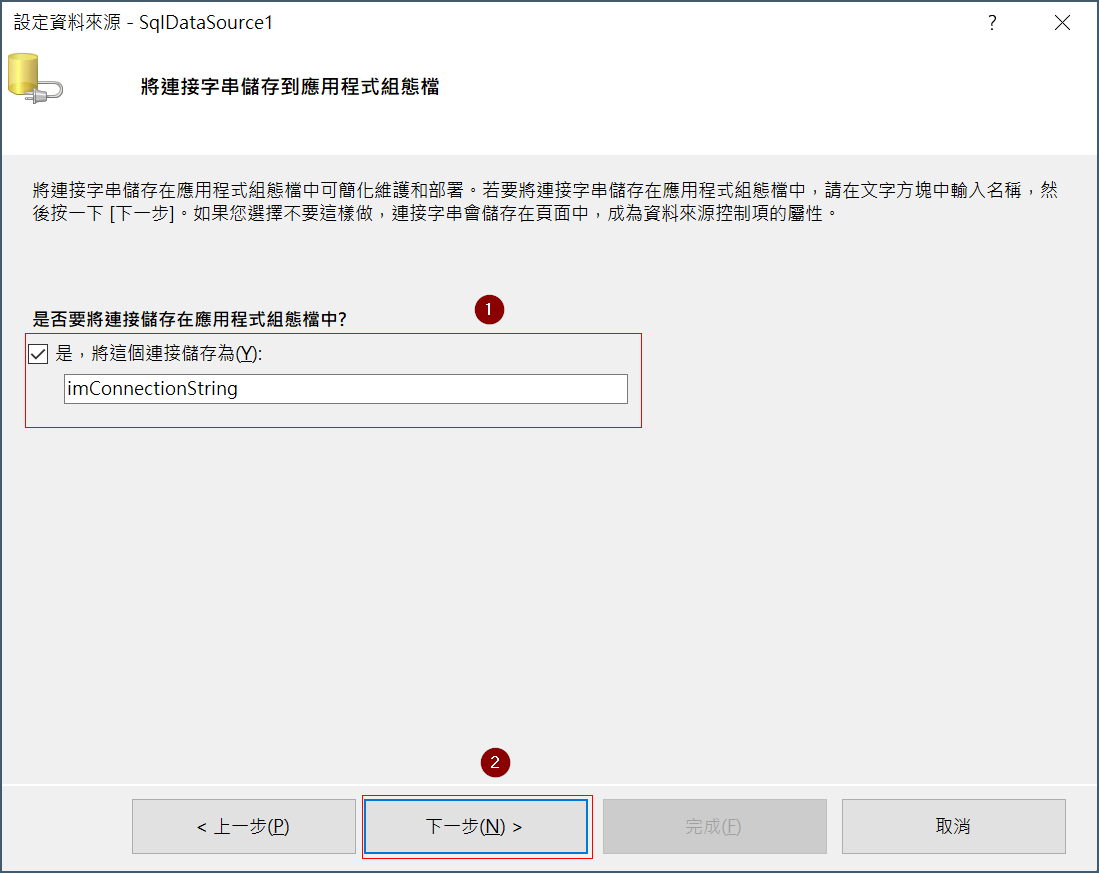 設定資料來源 - SqlDataSource1
?
將連接字串儲存到應用程式組態檔
將連接字串儲存在應用程式組態檔中可簡化維護和部署。若要將連接字串儲存在應用程式組態檔中，請在文字方塊中輸入名稱，然
後按一下 [下一步]。如果您選擇不要這樣做，連接字串會儲存在頁面中，成為資料來源控制項的屬性。
1
是否要將連接儲存在應用程式組態檔中?
是，將這個連接儲存為(Y):
imConnectionString
2
< 上一步(P)
下一步(N) >
完成(F)
取消